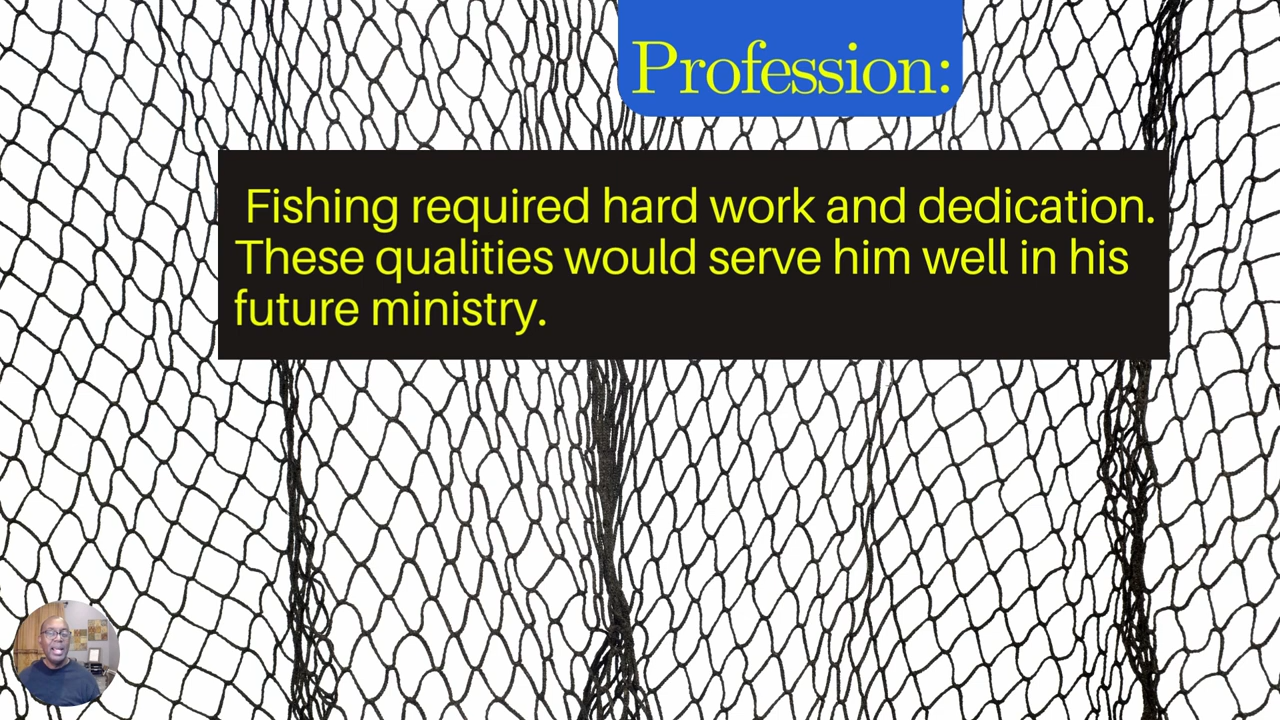 Profession:
Fishing required hard work and dedication.
These qualities would serve him well in his
future ministry.